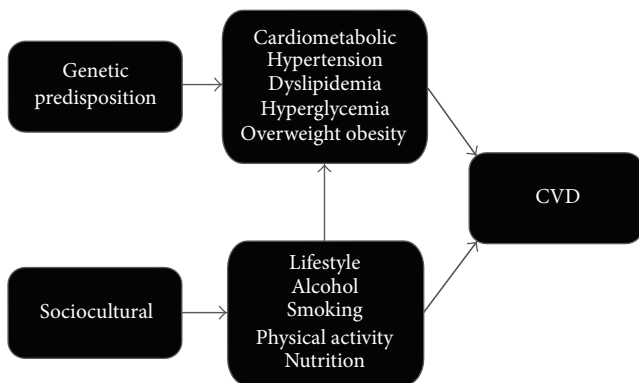 Genetic
predisposition
Cardiometabolic
Hypertension
Dyslipidemia
Hyperglycemia
Overweight obesity
CVD
Sociocultural
Lifestyle
Alcohol
Smoking
Physical activity
Nutrition